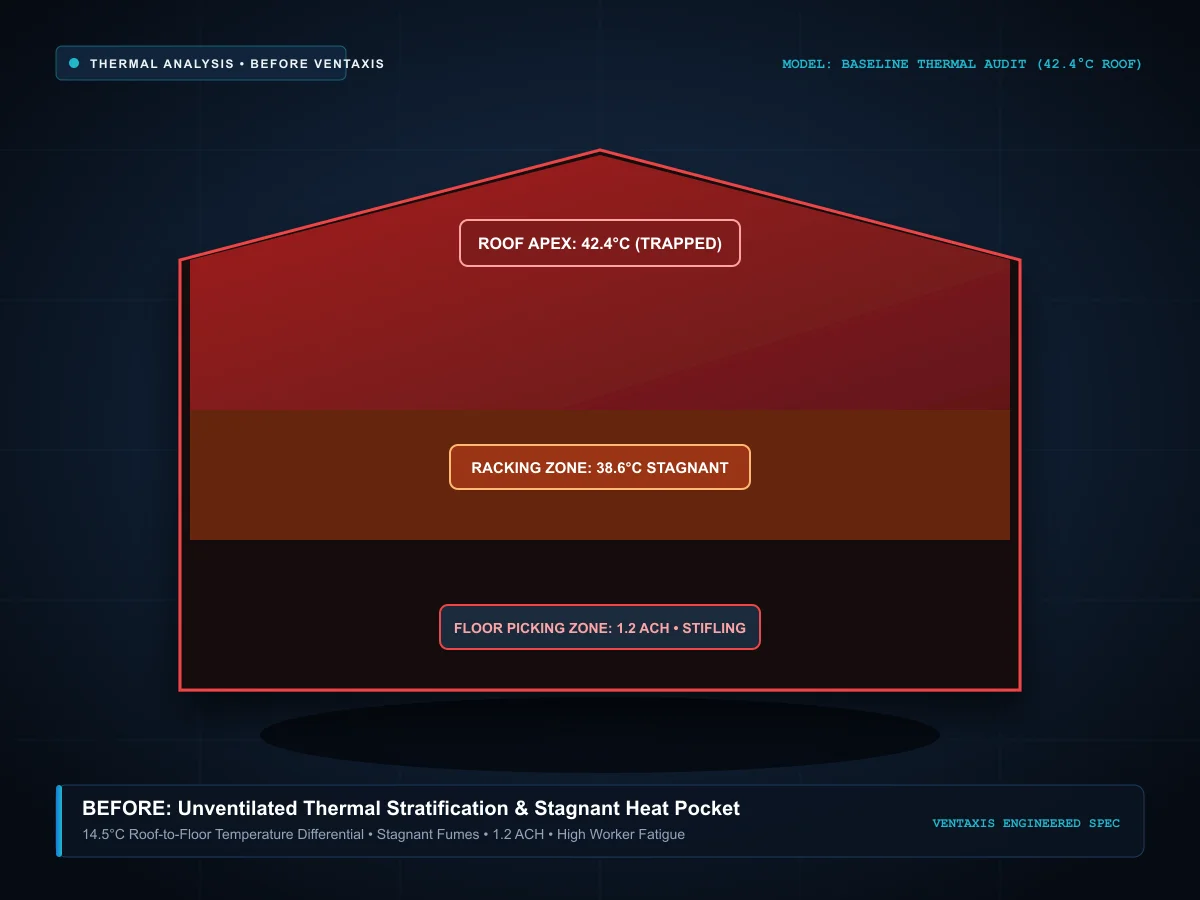 THERMAL ANALYSIS • BEFORE VENTAXIS
MODEL: BASELINE THERMAL AUDIT (42.4°C ROOF)
ROOF APEX: 42.4°C (TRAPPED)
RACKING ZONE: 38.6°C STAGNANT
FLOOR PICKING ZONE: 1.2 ACH • STIFLING
BEFORE: Unventilated Thermal Stratification & Stagnant Heat Pocket
14.5°C Roof-to-Floor Temperature Differential • Stagnant Fumes • 1.2 ACH • High Worker Fatigue
VENTAXIS ENGINEERED SPEC